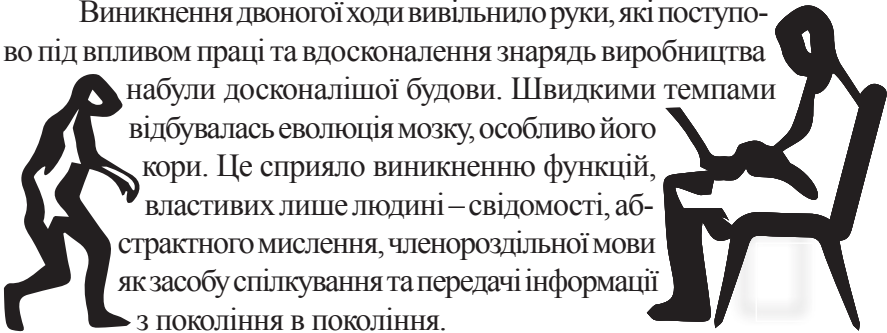 Виникнення двоногої ходи вивільнило руки, які поступо-
во під впливом праці та вдосконалення знарядь виробництва
набули досконалішої будови. Швидкими темпами
відбувалась еволюція мозку, особливо його
кори. Це сприяло виникненню функцій,
властивих лише людині – свідомості, аб-
страктного мислення, членороздільної мови
як засобу спілкування та передачі інформації
з покоління в покоління.